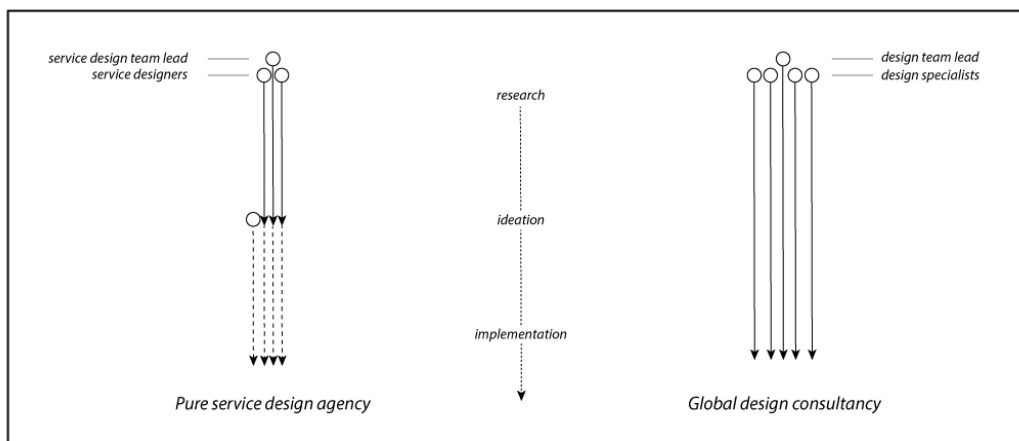 service design team lead
service designers
research
ideation
implementation
Pure service design agency
design team lead
design specialists
Global design consultancy